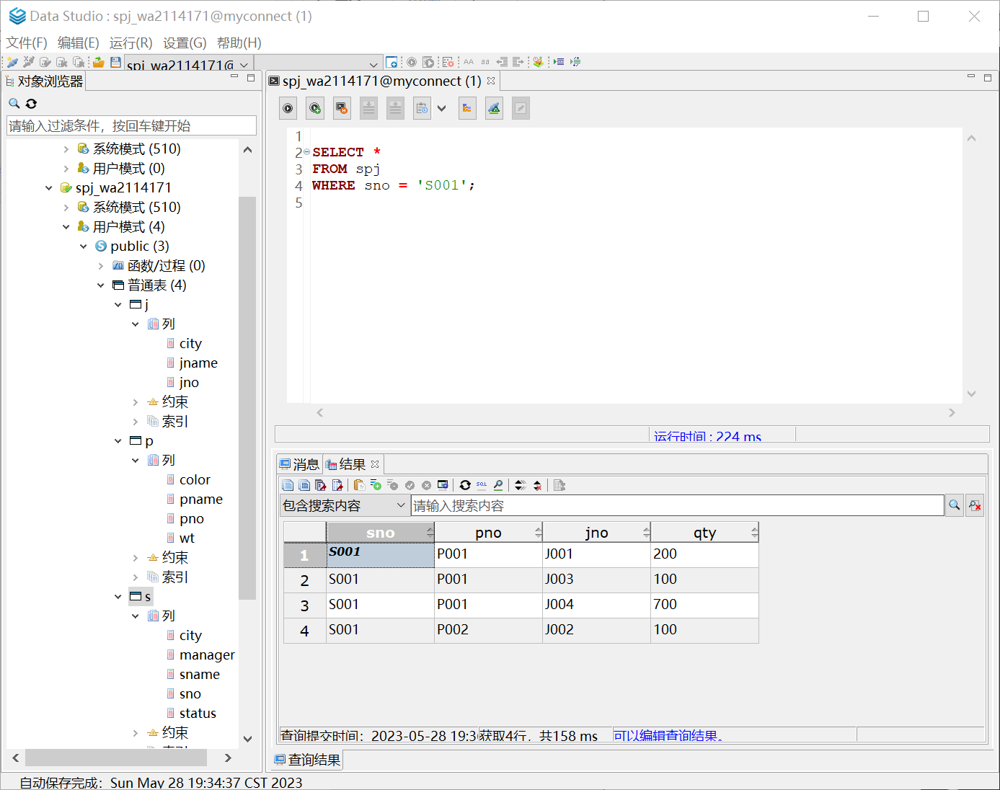 Data Studio : spj_wa2114171@myconnect (1)
文件(F) 编辑(E) 运行(R) 设置(G) 帮助(H)
spj_wa2114171@
对象浏览器
请输入过滤条件，按回车键开始
系统模式 (510)
用户模式 (0)
spj_wa2114171
系统模式 (510)
用户模式 (4)
public (3)
函数/过程 (0)
普通表 (4)
j
列
city
jname
jno
约束
索引
p
列
color
pname
pno
wt
约束
索引
s
列
city
manager
sname
sno
status
约束
spj_wa2114171@myconnect (1)
1
2 SELECT *
3 FROM spj
4 WHERE sno = 'S001';
5
运行时间 : 224 ms
消息 结果
包含搜索内容 请输入搜索内容
sno pno jno qty
1 S001 P001 J001 200
2 S001 P001 J003 100
3 S001 P001 J004 700
4 S001 P002 J002 100
查询提交时间：2023-05-28 19:3 获取4行，共158 ms 可以编辑查询结果。
查询结果
自动保存完成：Sun May 28 19:34:37 CST 2023